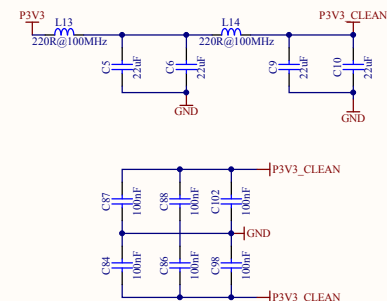 P3V3 L13 L14 P3V3_CLEAN
220R@100MHz 220R@100MHz
C5 22uF C6 22uF C9 22uF C10 22uF
GND GND
P3V3_CLEAN
C87 100nF C88 100nF C102 100nF
GND
C84 100nF C86 100nF C98 100nF
P3V3_CLEAN